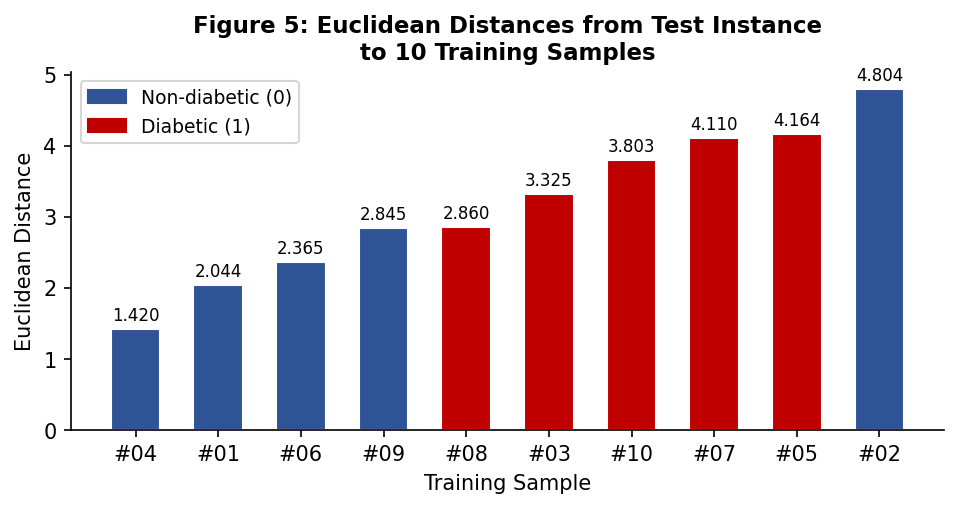 Figure 5: Euclidean Distances from Test Instance
to 10 Training Samples
Non-diabetic (0)
Diabetic (1)
Euclidean Distance
5
4
3
2
1
0
1.420
2.044
2.365
2.845
2.860
3.325
3.803
4.110
4.164
4.804
#04 #01 #06 #09 #08 #03 #10 #07 #05 #02
Training Sample